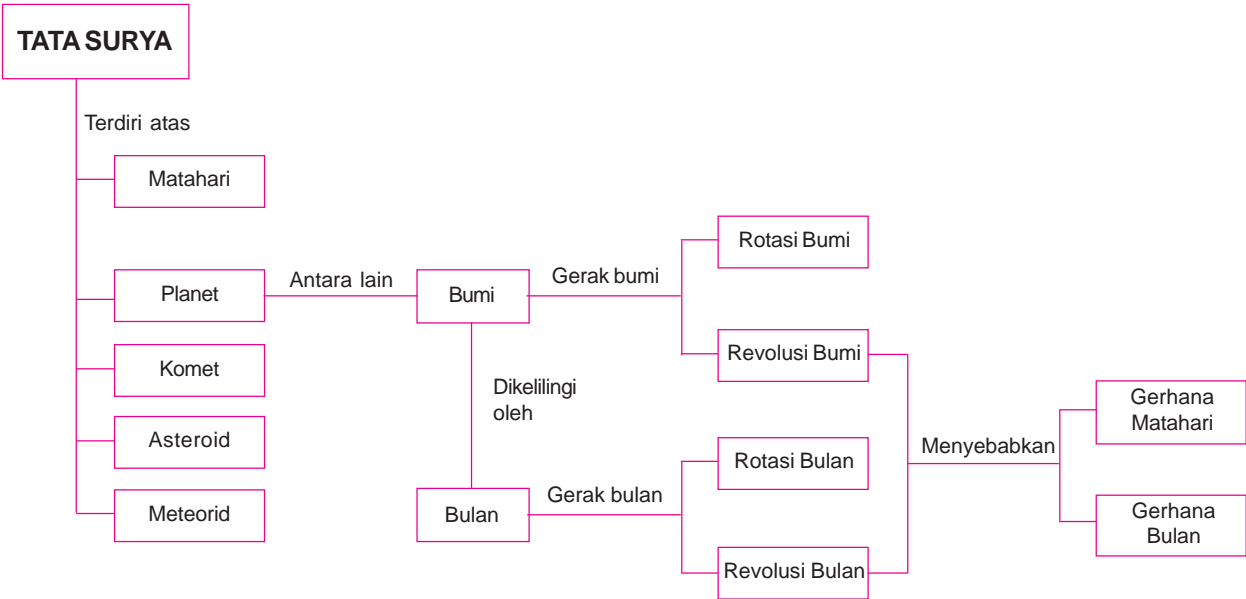 TATA SURYA
Terdiri atas
Matahari
Planet
Komet
Asteroid
Meteorid
Antara lain
Bumi
Dikelilingi
oleh
Bulan
Gerak bumi
Rotasi Bumi
Revolusi Bumi
Gerak bulan
Rotasi Bulan
Revolusi Bulan
Menyebabkan
Gerhana
Matahari
Gerhana
Bulan